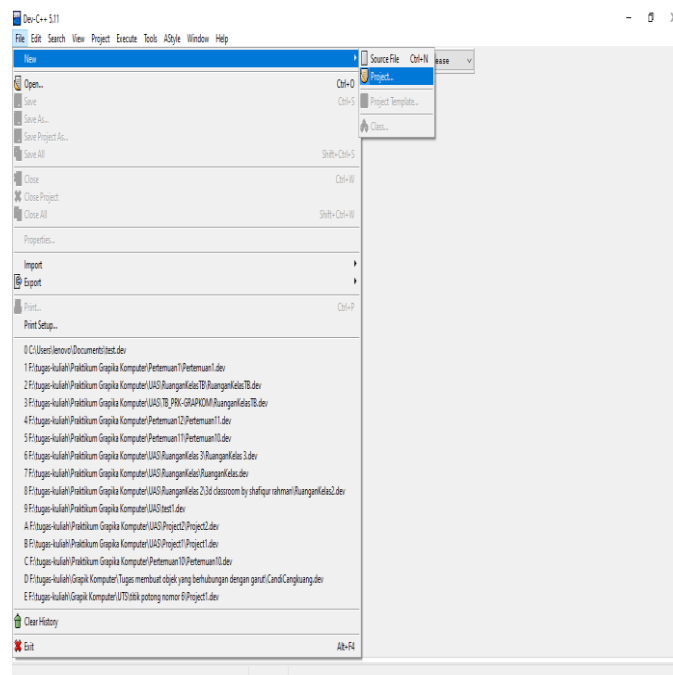 Dev-C++ 5.11
File Edit Search View Project Execute Tools AStyle Window Help
New
Source File Ctrl+N
ease
Project...
Open... Ctrl+O
Save Ctrl+S
Project Template...
Save As...
Class...
Save Project As...
Save All Shift+Ctrl+S
Close Ctrl+W
Close Project
Close All Shift+Ctrl+W
Properties...
Import
Export
Print... Ctrl+P
Print Setup...
0 C:\Users\lenovo\Documents\test.dev
1 F:\tugas-kuliah\Praktikum Grapika Komputer\Pertemuan1\Pertemuan1.dev
2 F:\tugas-kuliah\Praktikum Grapika Komputer\UAS\RuanganKelasTB\RuanganKelasTB.dev
3 F:\tugas-kuliah\Praktikum Grapika Komputer\UAS\TB_PRK-GRAPKOM\RuanganKelasTB.dev
4 F:\tugas-kuliah\Praktikum Grapika Komputer\Pertemuan12\Pertemuan11.dev
5 F:\tugas-kuliah\Praktikum Grapika Komputer\Pertemuan11\Pertemuan10.dev
6 F:\tugas-kuliah\Praktikum Grapika Komputer\UAS\RuanganKelas 3\RuanganKelas 3.dev
7 F:\tugas-kuliah\Praktikum Grapika Komputer\UAS\RuanganKelas\RuanganKelas.dev
8 F:\tugas-kuliah\Praktikum Grapika Komputer\UAS\RuanganKelas 2\3d classroom by shafiqur rahman\RuanganKelas2.dev
9 F:\tugas-kuliah\Praktikum Grapika Komputer\UAS\test1.dev
A F:\tugas-kuliah\Praktikum Grapika Komputer\UAS\Project2\Project2.dev
B F:\tugas-kuliah\Praktikum Grapika Komputer\UAS\Project1\Project1.dev
C F:\tugas-kuliah\Praktikum Grapika Komputer\Pertemuan10\Pertemuan10.dev
D F:\tugas-kuliah\Grapik Komputer\Tugas membuat objek yang berhubungan dengan garut\CandiCangkuang.dev
E F:\tugas-kuliah\Grapik Komputer\UTS\titik potong nomor 6\Project1.dev
Clear History
Exit Alt+F4